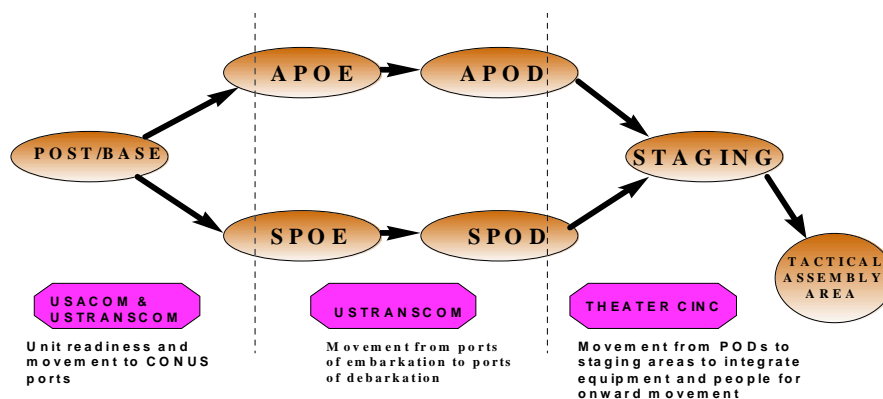 APOE
APOD
POST/BASE
STAGING
SPOE
SPOD
TACTICAL
ASSEMBLY
AREA
USACOM &
USTRANSCOM
USTRANSCOM
THEATER CINC
Unit readiness and
movement to CONUS
ports
Movement from ports
of embarkation to ports
of debarkation
Movement from PODs to
staging areas to integrate
equipment and people for
onward movement